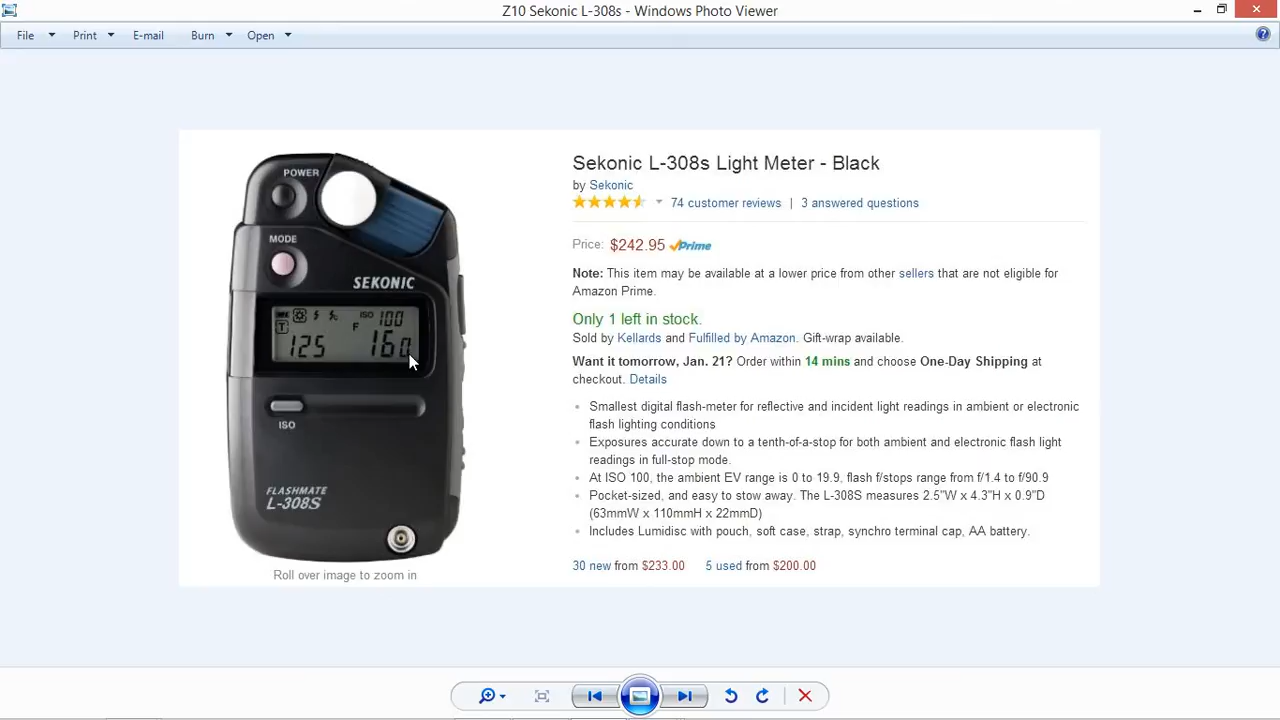 Z10 Sekonic L-308s - Windows Photo Viewer
File Print E-mail Burn Open
POWER
MODE
SEKONIC
ISO 100
T
F
125 160
ISO
FLASHMATE
L-308S
Roll over image to zoom in
Sekonic L-308s Light Meter - Black
by Sekonic
74 customer reviews | 3 answered questions
Price: $242.95 Prime
Note: This item may be available at a lower price from other sellers that are not eligible for
Amazon Prime.
Only 1 left in stock.
Sold by Kellards and Fulfilled by Amazon. Gift-wrap available.
Want it tomorrow, Jan. 21? Order within 14 mins and choose One-Day Shipping at
checkout. Details
Smallest digital flash-meter for reflective and incident light readings in ambient or electronic
flash lighting conditions
Exposures accurate down to a tenth-of-a-stop for both ambient and electronic flash light
readings in full-stop mode.
At ISO 100, the ambient EV range is 0 to 19.9, flash f/stops range from f/1.4 to f/90.9
Pocket-sized, and easy to stow away. The L-308S measures 2.5"W x 4.3"H x 0.9"D
(63mmW x 110mmH x 22mmD)
Includes Lumidisc with pouch, soft case, strap, synchro terminal cap, AA battery.
30 new from $233.00 5 used from $200.00